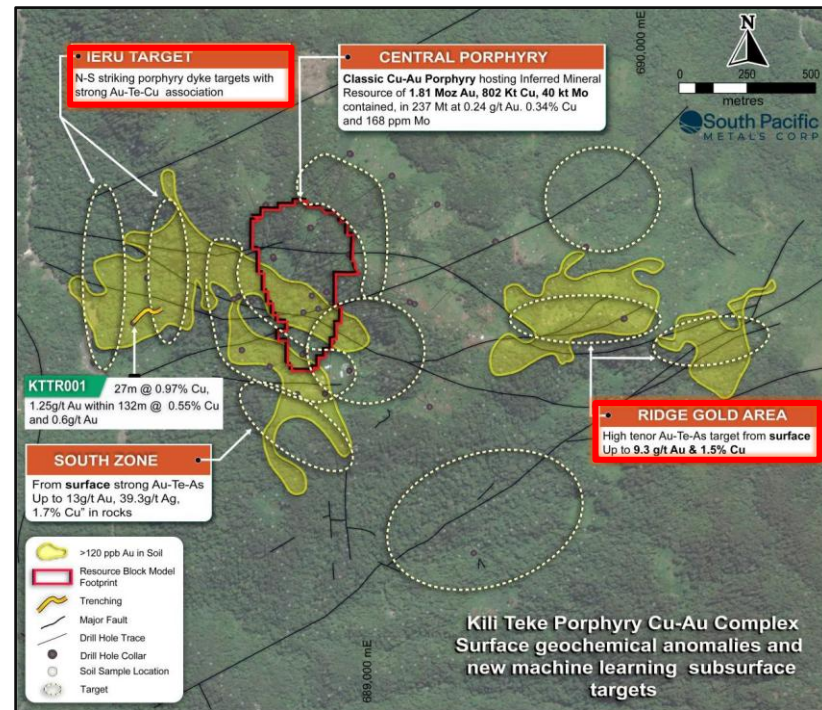 IERU TARGET
N-S striking porphyry dyke targets with
strong Au-Te-Cu association
CENTRAL PORPHYRY
Classic Cu-Au Porphyry hosting Inferred Mineral
Resource of 1.81 Moz Au, 802 Kt Cu, 40 kt Mo
contained, in 237 Mt at 0.24 g/t Au. 0.34% Cu
and 168 ppm Mo
690,000 mE
N
0 250 500
metres
South Pacific
METALS CORP
KTTR001 27m @ 0.97% Cu,
1.25g/t Au within 132m @ 0.55% Cu
and 0.6g/t Au
RIDGE GOLD AREA
High tenor Au-Te-As target from surface
Up to 9.3 g/t Au & 1.5% Cu
SOUTH ZONE
From surface strong Au-Te-As
Up to 13g/t Au, 39.3g/t Ag,
1.7% Cu" in rocks
>120 ppb Au in Soil
Resource Block Model
Footprint
Trenching
Major Fault
Drill Hole Trace
Drill Hole Collar
Soil Sample Location
Target
689,000 mE
Kili Teke Porphyry Cu-Au Complex
Surface geochemical anomalies and
new machine learning subsurface
targets